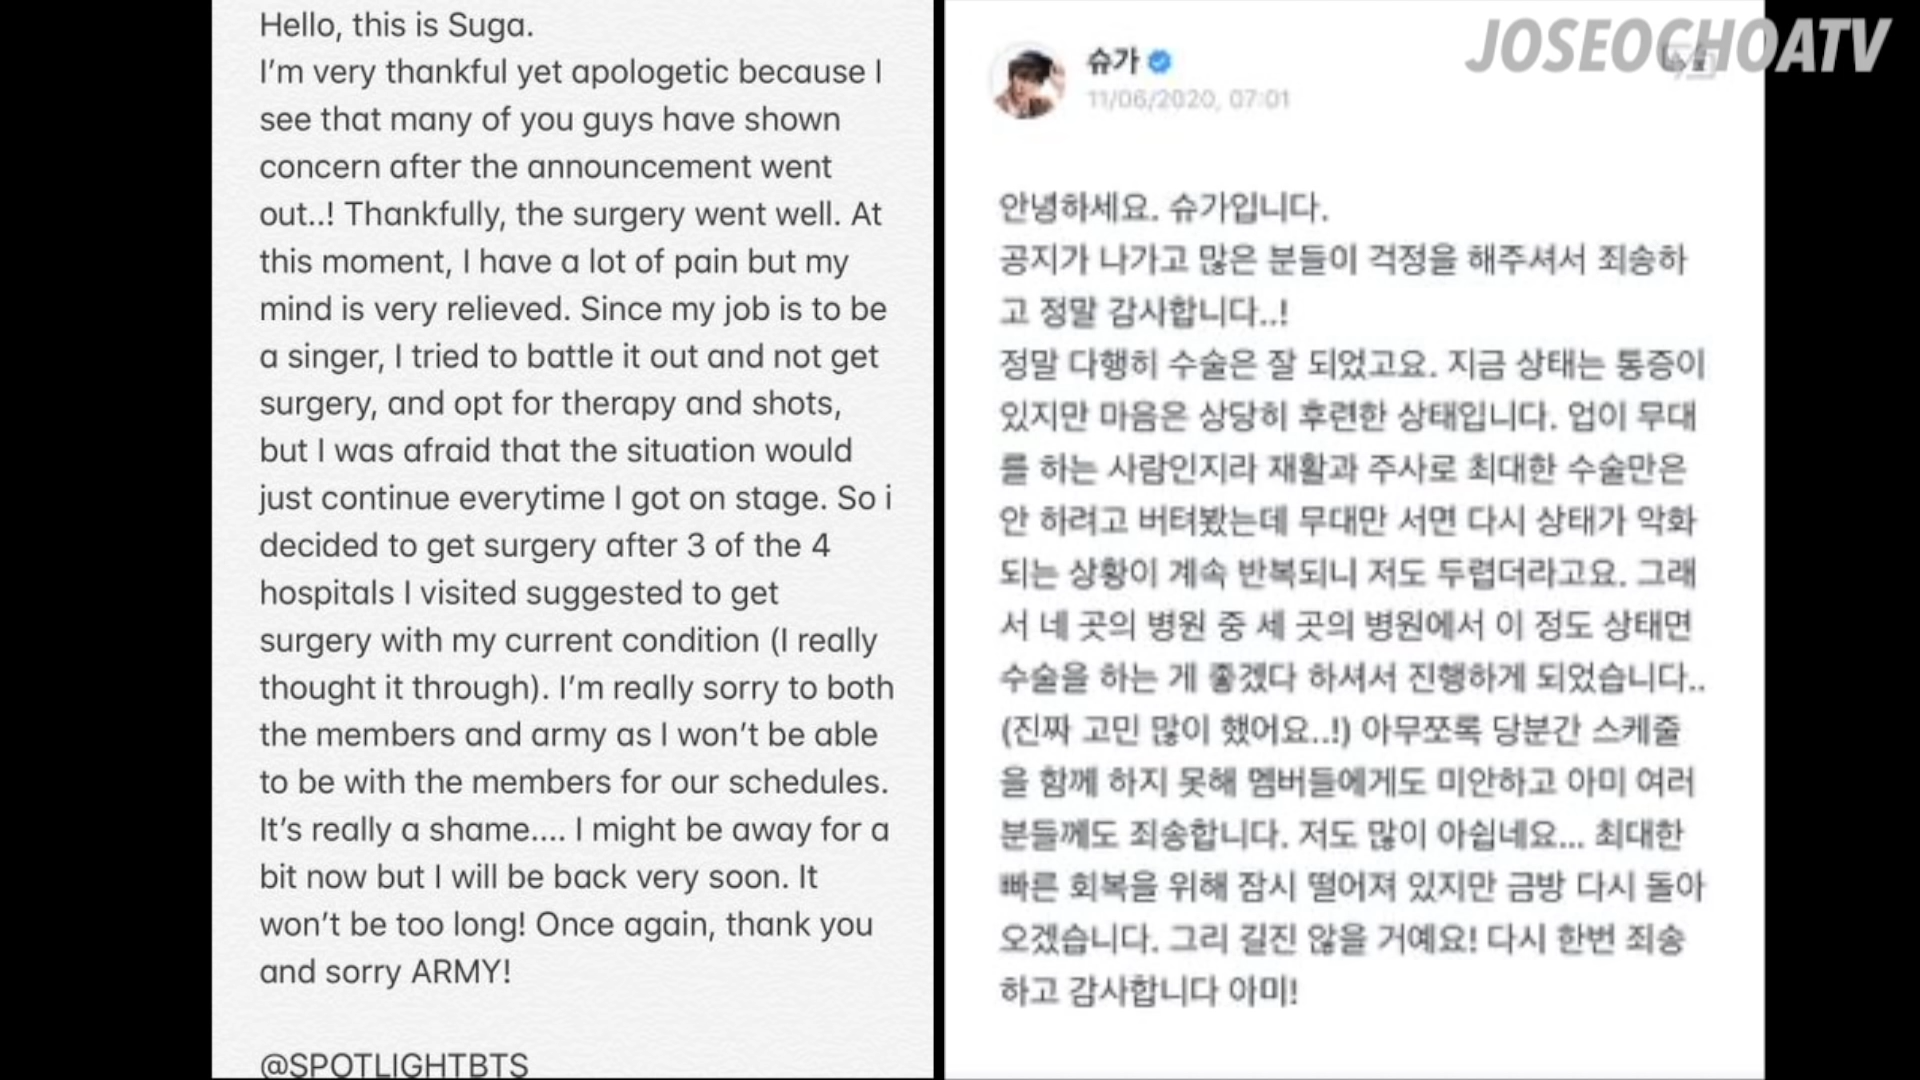 Hello, this is Suga.
I'm very thankful yet apologetic because I
see that many of you guys have shown
concern after the announcement went
out..! Thankfully, the surgery went well. At
this moment, I have a lot of pain but my
mind is very relieved. Since my job is to be
a singer, I tried to battle it out and not get
surgery, and opt for therapy and shots,
but I was afraid that the situation would
just continue everytime I got on stage. So i
decided to get surgery after 3 of the 4
hospitals I visited suggested to get
surgery with my current condition (I really
thought it through). I'm really sorry to both
the members and army as I won't be able
to be with the members for our schedules.
It's really a shame.... I might be away for a
bit now but I will be back very soon. It
won't be too long! Once again, thank you
and sorry ARMY!
@SPOTLIGHTBTS
JOSEOCHOATV
슈가
11/06/2020, 07:01
안녕하세요. 슈가입니다.
공지가 나가고 많은 분들이 걱정을 해주셔서 죄송하
고 정말 감사합니다..!
정말 다행히 수술은 잘 되었고요. 지금 상태는 통증이
있지만 마음은 상당히 후련한 상태입니다. 업이 무대
를 하는 사람인지라 재활과 주사로 최대한 수술만은
안 하려고 버텨봤는데 무대만 서면 다시 상태가 악화
되는 상황이 계속 반복되니 저도 두렵더라고요. 그래
서 네 곳의 병원 중 세 곳의 병원에서 이 정도 상태면
수술을 하는 게 좋겠다 하셔서 진행하게 되었습니다..
(진짜 고민 많이 했어요..!) 아무쪼록 당분간 스케줄
을 함께 하지 못해 멤버들에게도 미안하고 아미 여러
분들께도 죄송합니다. 저도 많이 아쉽네요... 최대한
빠른 회복을 위해 잠시 떨어져 있지만 금방 다시 돌아
오겠습니다. 그리 길진 않을 거예요! 다시 한번 죄송
하고 감사합니다 아미!